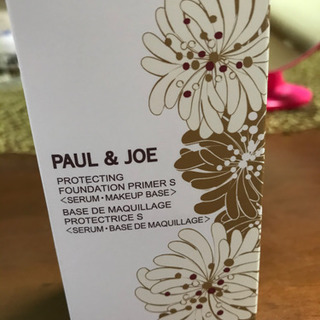 PAUL & JOE
PROTECTING
FOUNDATION PRIMER S
<SERUM・MAKEUP BASE>
BASE DE MAQUILLAGE
PROTECTRICE S
<SERUM・BASE DE MAQUILLAGE>